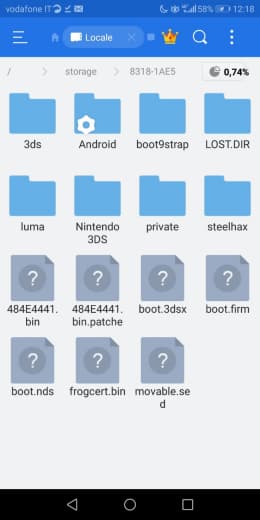 vodafone IT 58% 12:18
Locale
/ storage 8318-1AE5 0,74%
3ds Android boot9strap LOST.DIR
luma Nintendo private steelhax
3DS
484E4441. 484E4441. boot.3dsx boot.firm
bin bin.patche
boot.nds frogcert.bin movable.se
d